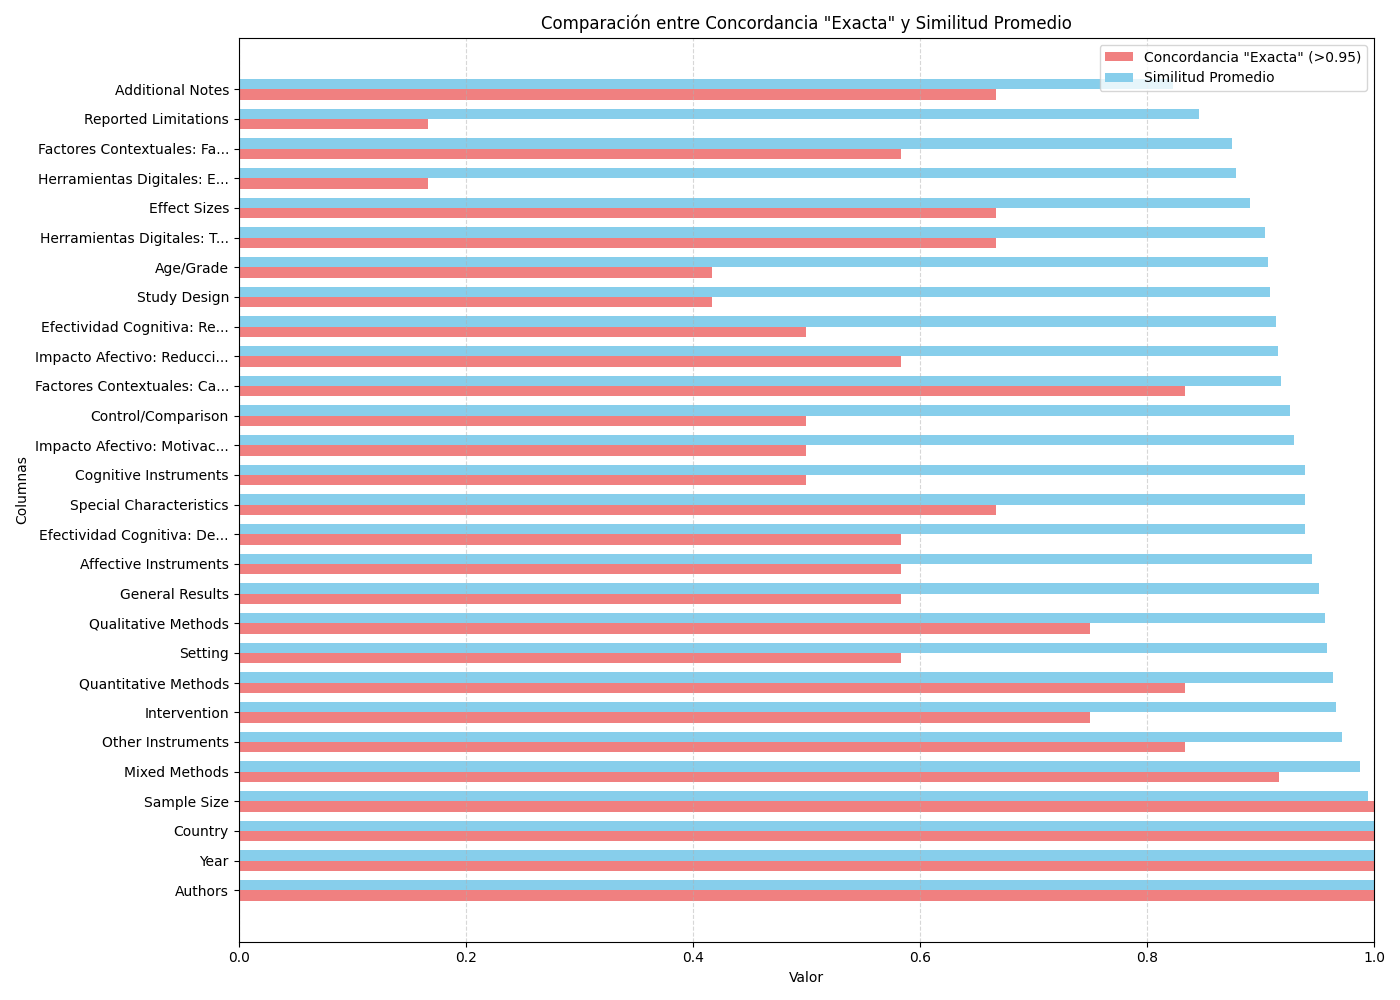 Comparación entre Concordancia "Exacta" y Similitud Promedio
Concordancia "Exacta" (>0.95)
Similitud Promedio
Columnas
Additional Notes
Reported Limitations
Factores Contextuales: Fa...
Herramientas Digitales: E...
Effect Sizes
Herramientas Digitales: T...
Age/Grade
Study Design
Efectividad Cognitiva: Re...
Impacto Afectivo: Reducci...
Factores Contextuales: Ca...
Control/Comparison
Impacto Afectivo: Motivac...
Cognitive Instruments
Special Characteristics
Efectividad Cognitiva: De...
Affective Instruments
General Results
Qualitative Methods
Setting
Quantitative Methods
Intervention
Other Instruments
Mixed Methods
Sample Size
Country
Year
Authors
0.0 0.2 0.4 0.6 0.8 1.0
Valor